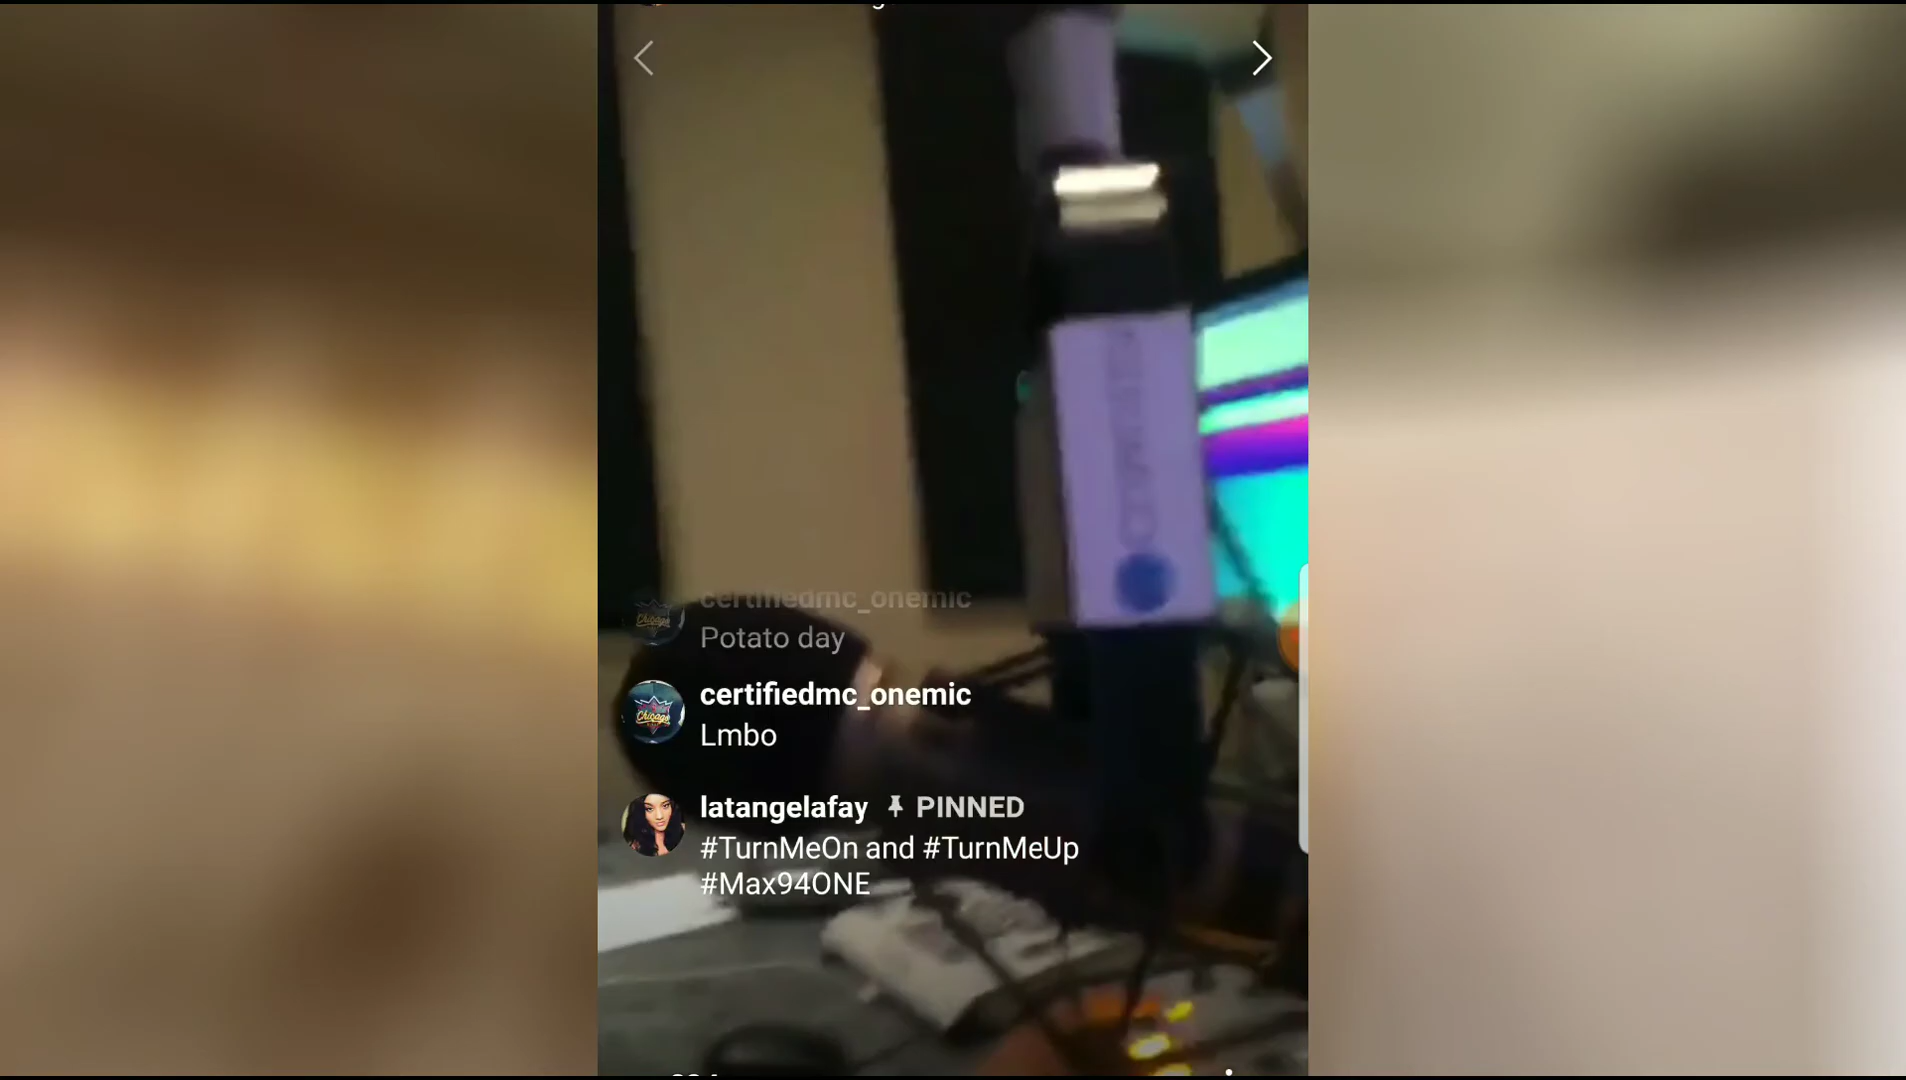 certifiedmc_onemic
Potato day
certifiedmc_onemic
Lmbo
latangelafay PINNED
#TurnMeOn and #TurnMeUp
#Max94ONE